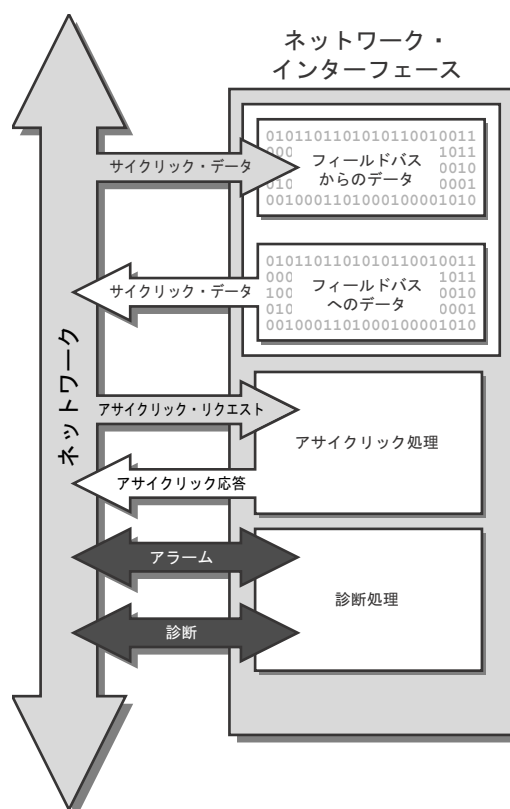 ネットワーク・
インターフェース
ネットワーク
サイクリック・データ
010110110101011001 0011
000 1011
フィールドバス
からのデータ
0010
010 0001
0010001101000100001010
サイクリック・データ
0101101101010110010011
000 1011
フィールドバス
へのデータ
100 0010
010 0001
0010001101000100001010
アサイクリック・リクエスト
アサイクリック処理
アサイクリック応答
アラーム
診断処理
診断